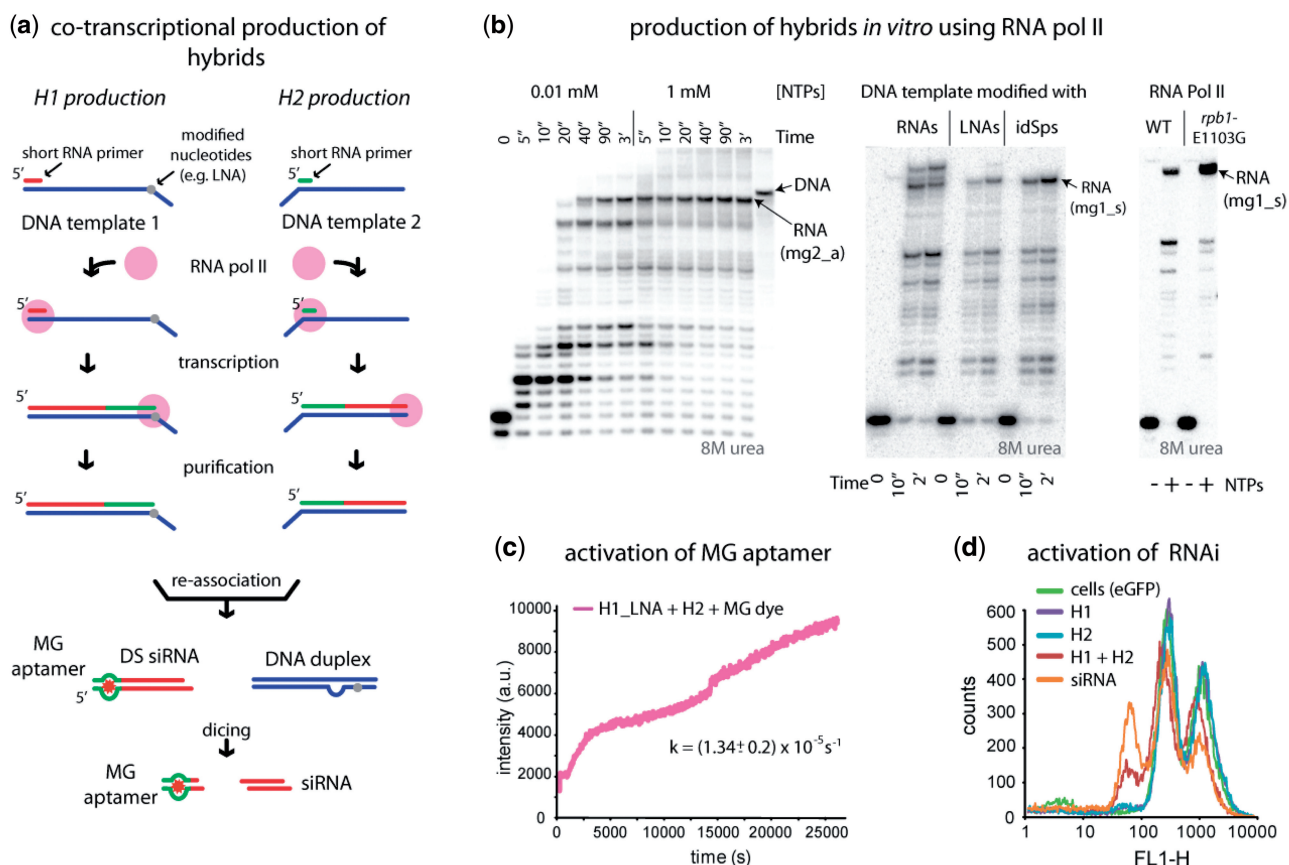 (a) co-transcriptional production of
hybrids
H1 production
H2 production
short RNA primer
5′
modified
nucleotides
(e.g. LNA)
short RNA primer
5′
DNA template 1
DNA template 2
RNA pol II
5′
5′
transcription
5′
5′
purification
5′
5′
re-association
MG
aptamer
DS siRNA
5′
DNA duplex
dicing
MG
aptamer
siRNA
(b) production of hybrids in vitro using RNA pol II
0.01 mM 1 mM [NTPs]
0 5″ 10″ 20″ 40″ 90″ 3′ 5″ 10″ 20″ 40″ 90″ 3′ Time
DNA
RNA
(mg2_a)
8M urea
DNA template modified with
RNAs LNAs idSps
RNA
(mg1_s)
8M urea
Time 0 10″ 2′ 0 10″ 2′ 0 10″ 2′
RNA Pol II
WT rpb1-
E1103G
RNA
(mg1_s)
8M urea
- + - + NTPs
(c) activation of MG aptamer
H1_LNA + H2 + MG dye
k = (1.34± 0.2) x 10⁻⁵s⁻¹
intensity (a.u.)
10000
8000
6000
4000
2000
0
0 5000 10000 15000 20000 25000
time (s)
(d) activation of RNAi
cells (eGFP)
H1
H2
H1 + H2
siRNA
counts
600
500
400
300
200
100
0
1 10 100 1000 10000
FL1-H